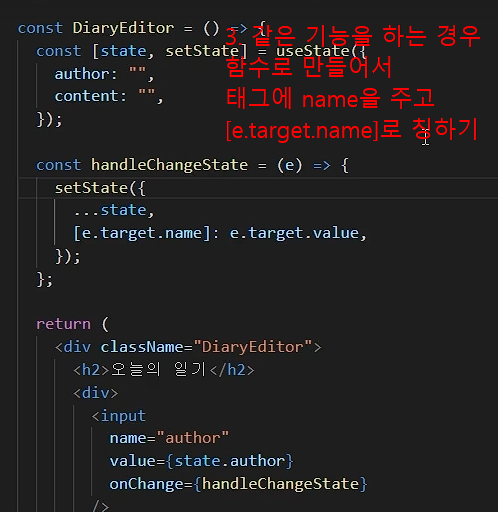 const DiaryEditor = () => {
3. 같은 기능을 하는 경우
const [state, setState] = useState({
함수로 만들어서
author: "",
태그에 name을 주고
content: "",
[e.target.name]로 칭하기
});
const handleChangeState = (e) => {
setState({
...state,
[e.target.name]: e.target.value,
});
};
return (
<div className="DiaryEditor">
<h2>오늘의 일기</h2>
<div>
<input
name="author"
value={state.author}
onChange={handleChangeState}
/>